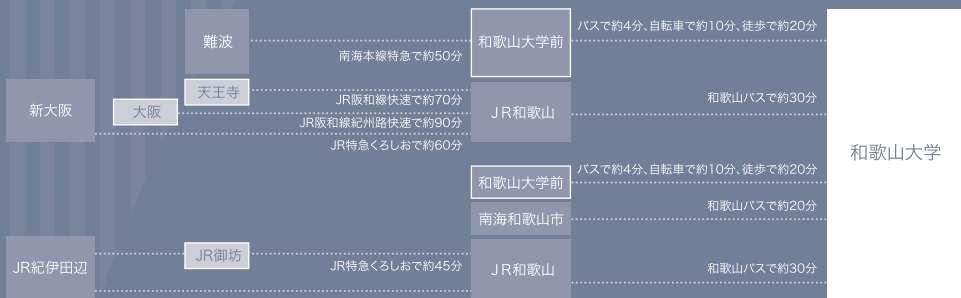 難波
南海本線特急で約50分
和歌山大学前
バスで約4分、自転車で約10分、徒歩で約20分
新大阪
大阪
天王寺
JR阪和線快速で約70分
JR阪和線紀州路快速で約90分
JR特急くろしお約60分
JR和歌山
和歌山バスで約30分
和歌山大学
和歌山大学前
バスで約4分、自転車で約10分、徒歩で約20分
南海和歌山市
和歌山バスで約20分
JR紀伊田辺
JR御坊
JR特急くろしおで約45分
JR和歌山
和歌山バスで約30分